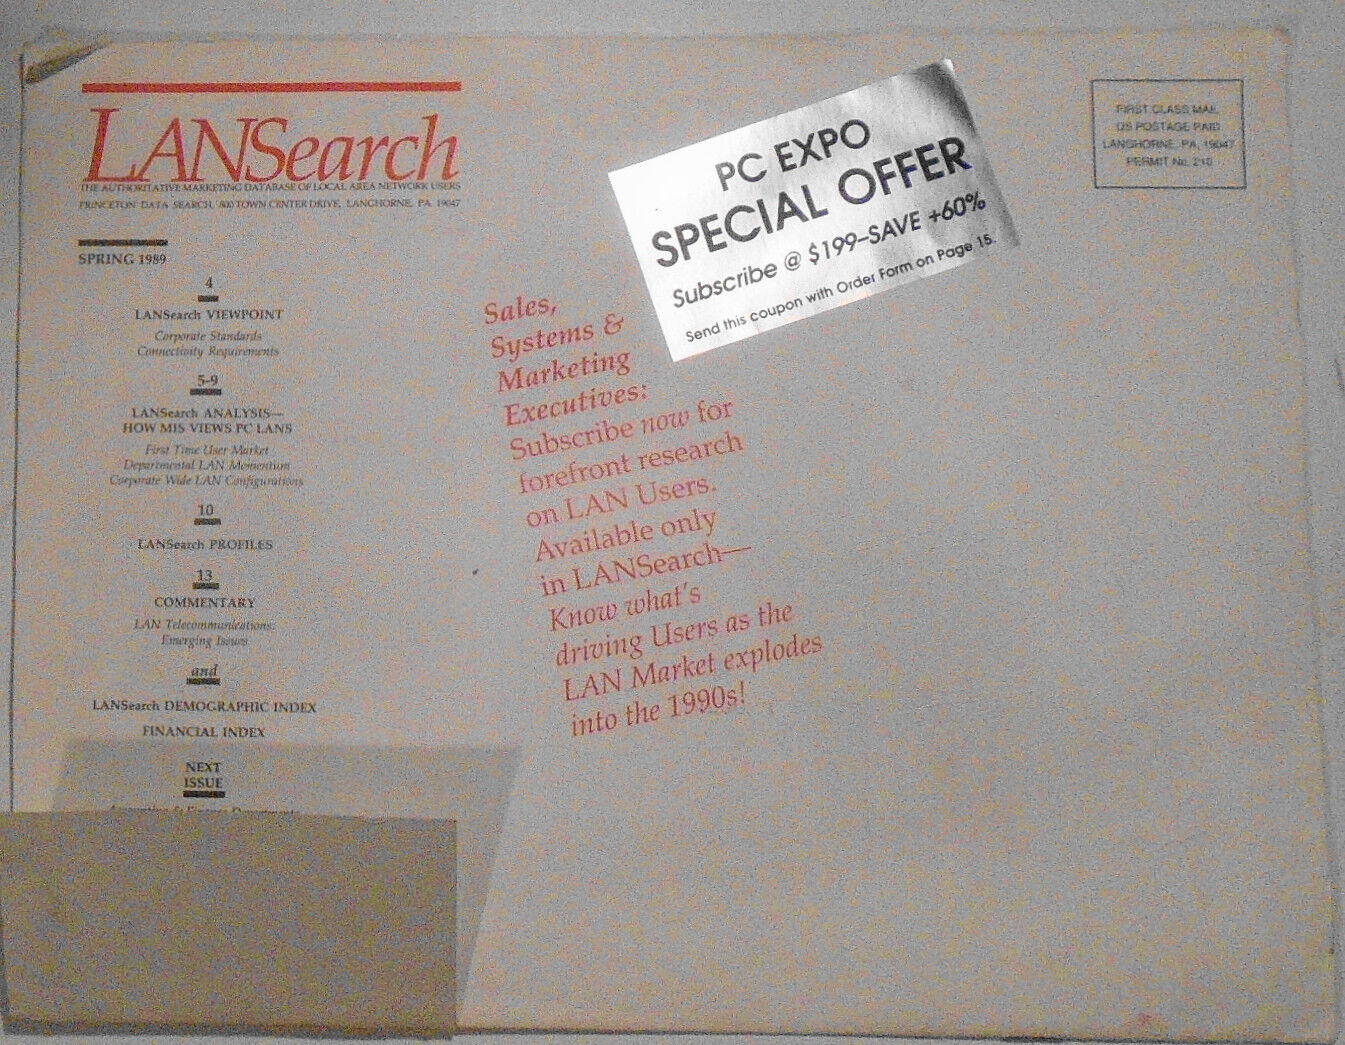 LANSearch
THE AUTHORITATIVE MARKETING DATABASE OF LOCAL AREA NETWORK USERS
PRINCETON DATA SEARCH, 800 TOWN CENTER DRIVE, LANGHORNE, PA 19047
SPRING 1989
4
LANSearch VIEWPOINT
Corporate Standards
Connectivity Requirements
5-9
LANSearch ANALYSIS—
HOW MIS VIEWS PC LANS
First Time User Market
Departmental LAN Momentum
Corporate Wide LAN Configurations
10
LANSearch PROFILES
13
COMMENTARY
LAN Telecommunications:
Emerging Issues
and
LANSearch DEMOGRAPHIC INDEX
FINANCIAL INDEX
NEXT
ISSUE
Sales,
Systems &
Marketing
Executives:
Subscribe now for
forefront research
on LAN Users.
Available only
in LANSearch—
Know what's
driving Users as the
LAN Market explodes
into the 1990s!
PC EXPO
SPECIAL OFFER
Subscribe @ $199–SAVE +60%
Send this coupon with Order Form on Page 15.
FIRST CLASS MAIL
US POSTAGE PAID
LANGHORNE, PA, 19047
PERMIT No. 210